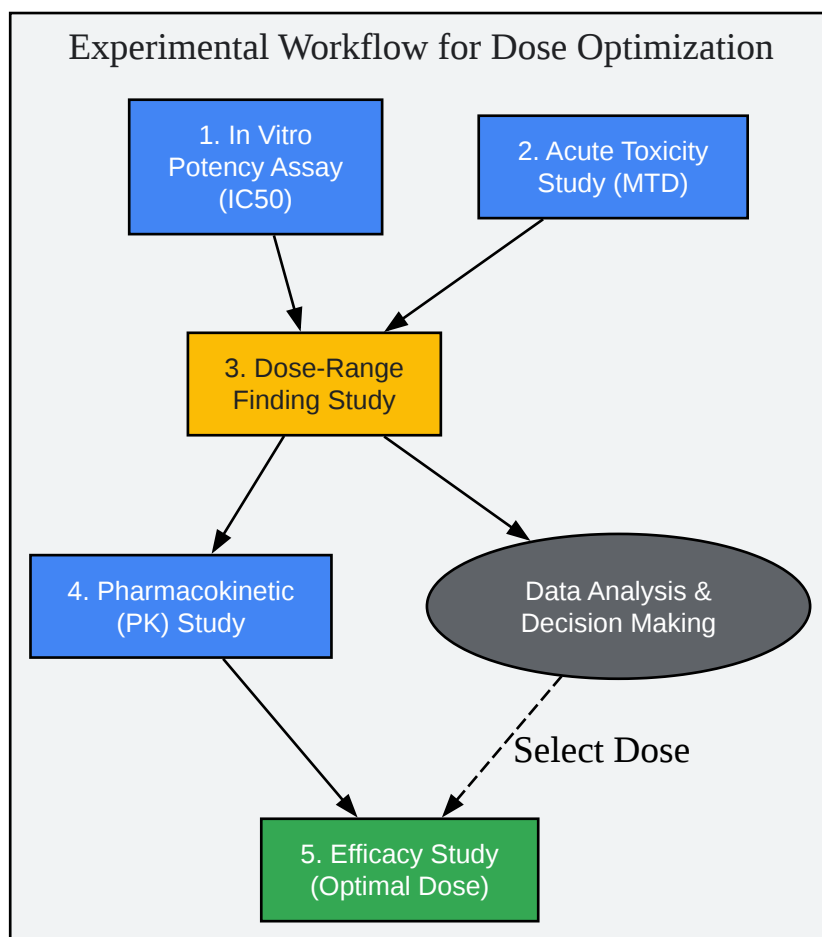 Experimental Workflow for Dose Optimization
1. In Vitro
Potency Assay
(IC50)
2. Acute Toxicity
Study (MTD)
3. Dose-Range
Finding Study
4. Pharmacokinetic
(PK) Study
Data Analysis &
Decision Making
Select Dose
5. Efficacy Study
(Optimal Dose)